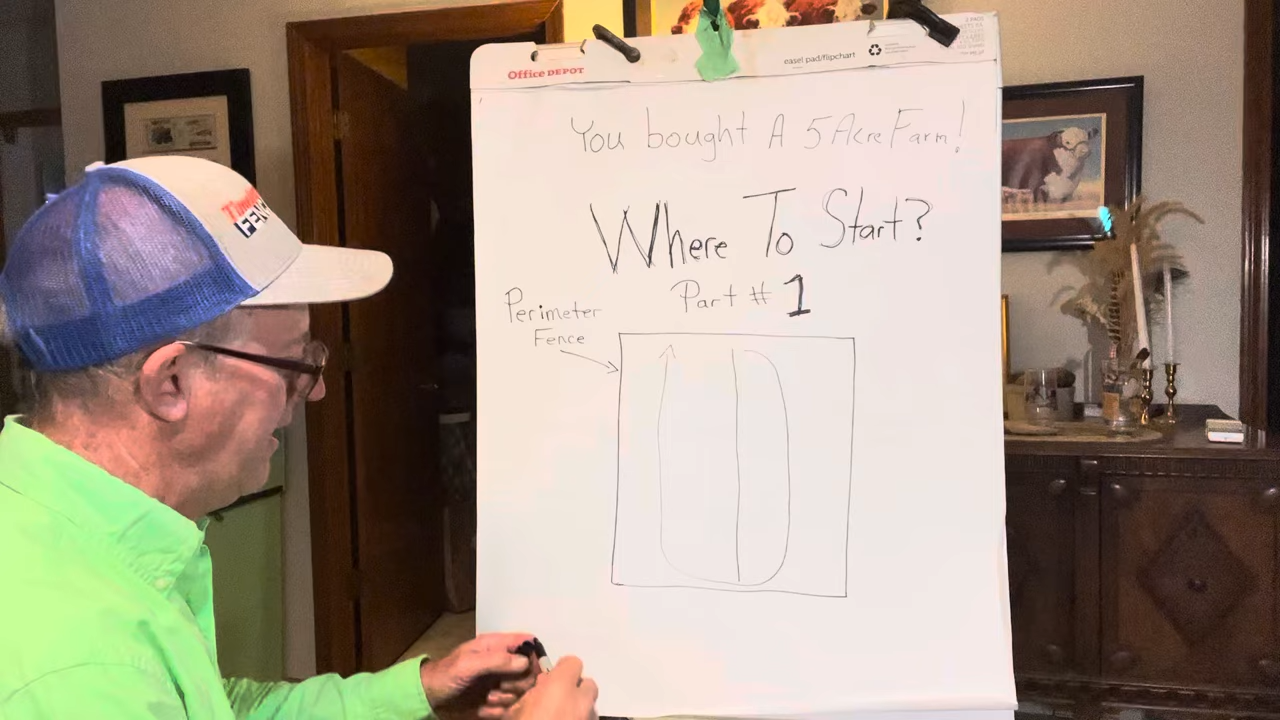 Office DEPOT
easel pad/flipchart
You bought A 5 Acre Farm!
Where To Start?
Part # 1
Perimeter
Fence